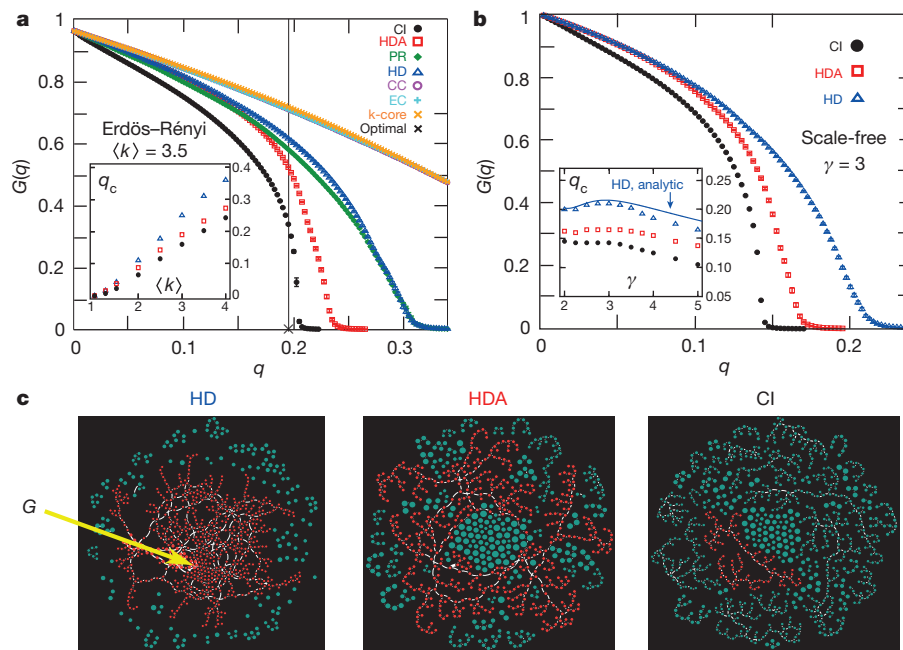 a
G(q)
1
0.8
0.6
0.4
0.2
0
0
0.1
0.2
0.3
q
CI
HDA
PR
HD
CC
EC
k-core
Optimal
Erdös–Rényi
⟨k⟩ = 3.5
q_c
0.4
0.3
0.2
0.1
1
2
3
4
⟨k⟩
b
G(q)
1
0.8
0.6
0.4
0.2
0
0
0.1
0.2
q
CI
HDA
HD
Scale-free
γ = 3
q_c
HD, analytic
0.25
0.20
0.15
0.10
0.05
2
3
4
5
γ
c
HD
HDA
CI
G